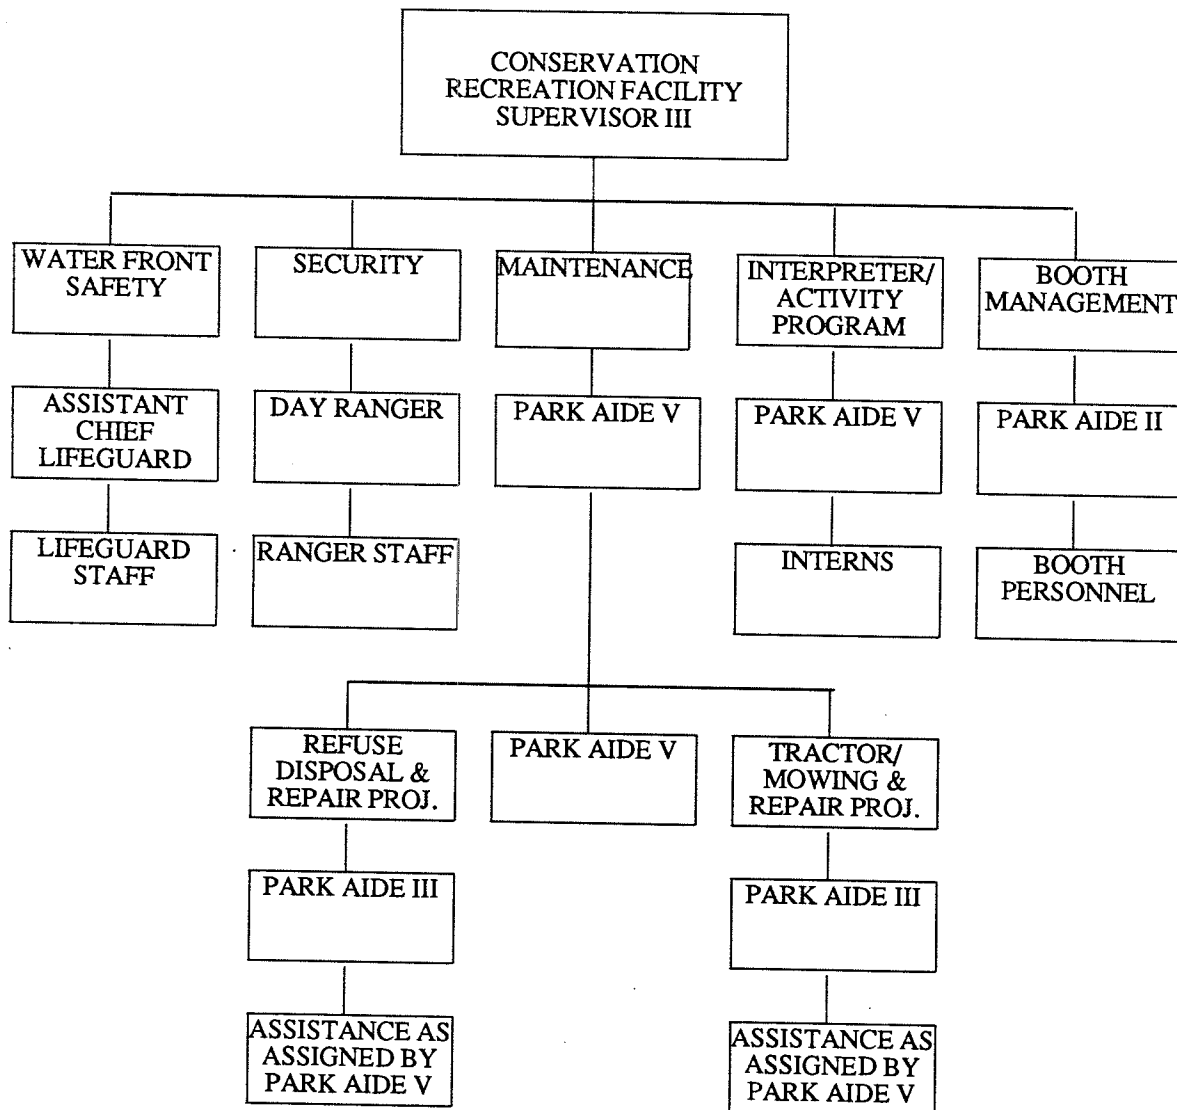 CONSERVATION
RECREATION FACILITY
SUPERVISOR III
WATER FRONT
SAFETY
SECURITY
MAINTENANCE
INTERPRETER/
ACTIVITY
PROGRAM
BOOTH
MANAGEMENT
ASSISTANT
CHIEF
LIFEGUARD
DAY RANGER
PARK AIDE V
PARK AIDE V
PARK AIDE II
LIFEGUARD
STAFF
RANGER STAFF
INTERNS
BOOTH
PERSONNEL
REFUSE
DISPOSAL &
REPAIR PROJ.
PARK AIDE V
TRACTOR/
MOWING &
REPAIR PROJ.
PARK AIDE III
PARK AIDE III
ASSISTANCE AS
ASSIGNED BY
PARK AIDE V
ASSISTANCE AS
ASSIGNED BY
PARK AIDE V